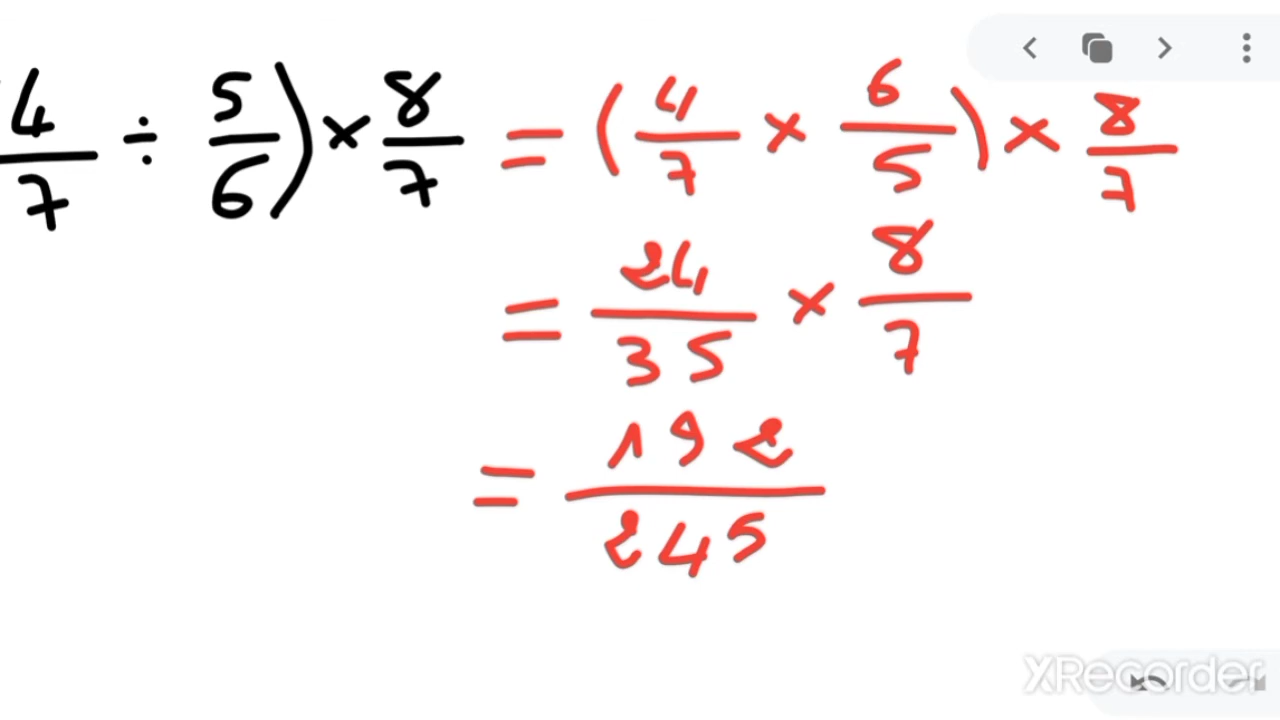 4/7 ÷ 5/6) × 8/7 = (4/7 × 6/5) × 8/7
= 24/35 × 8/7
= 192/245
XRecorder